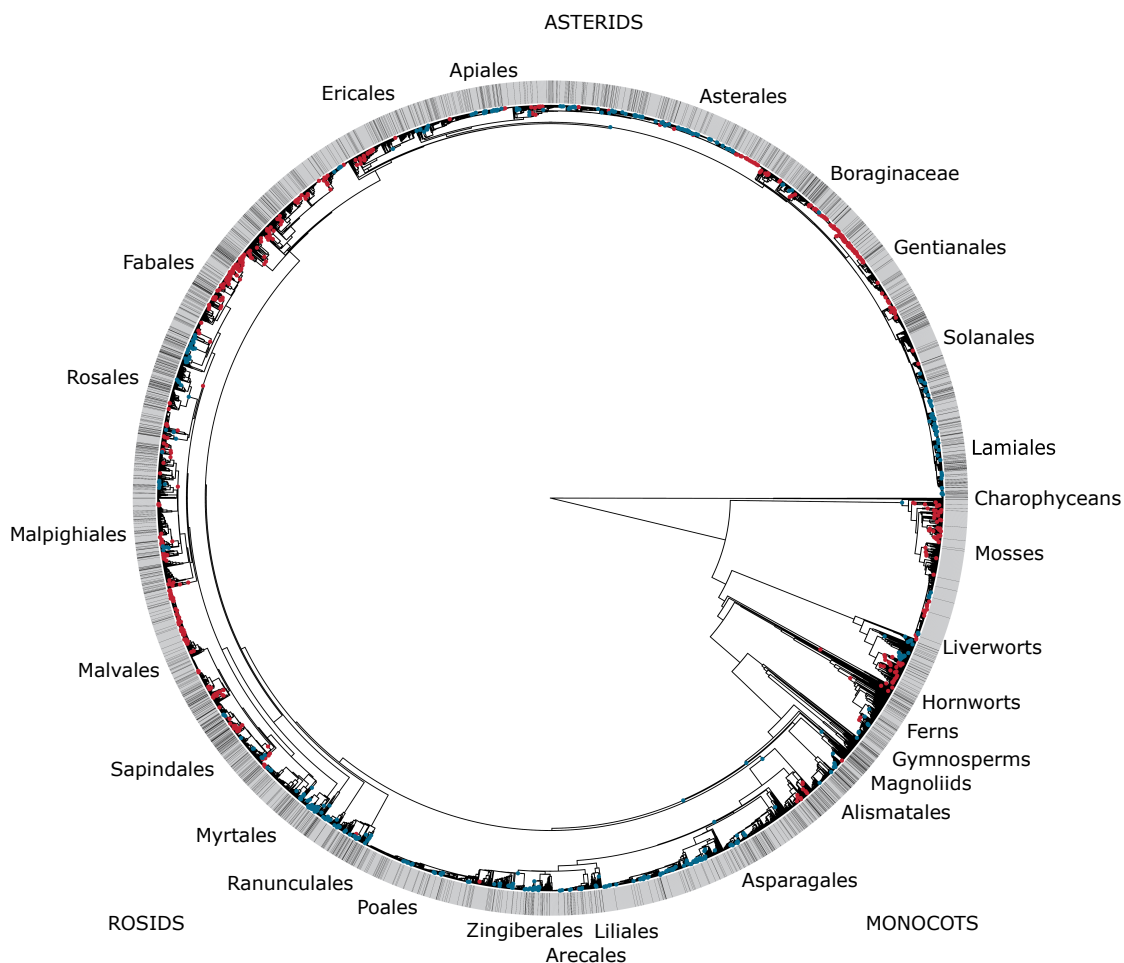 ASTERIDS
Apiales
Ericales
Asterales
Boraginaceae
Fabales
Gentianales
Solanales
Rosales
Lamiales
Charophyceans
Malpighiales
Mosses
Liverworts
Malvales
Hornworts
Ferns
Gymnosperms
Sapindales
Magnoliids
Alismatales
Myrtales
Ranunculales
Asparagales
Poales
ROSIDS
MONOCOTS
Zingiberales Liliales
Arecales